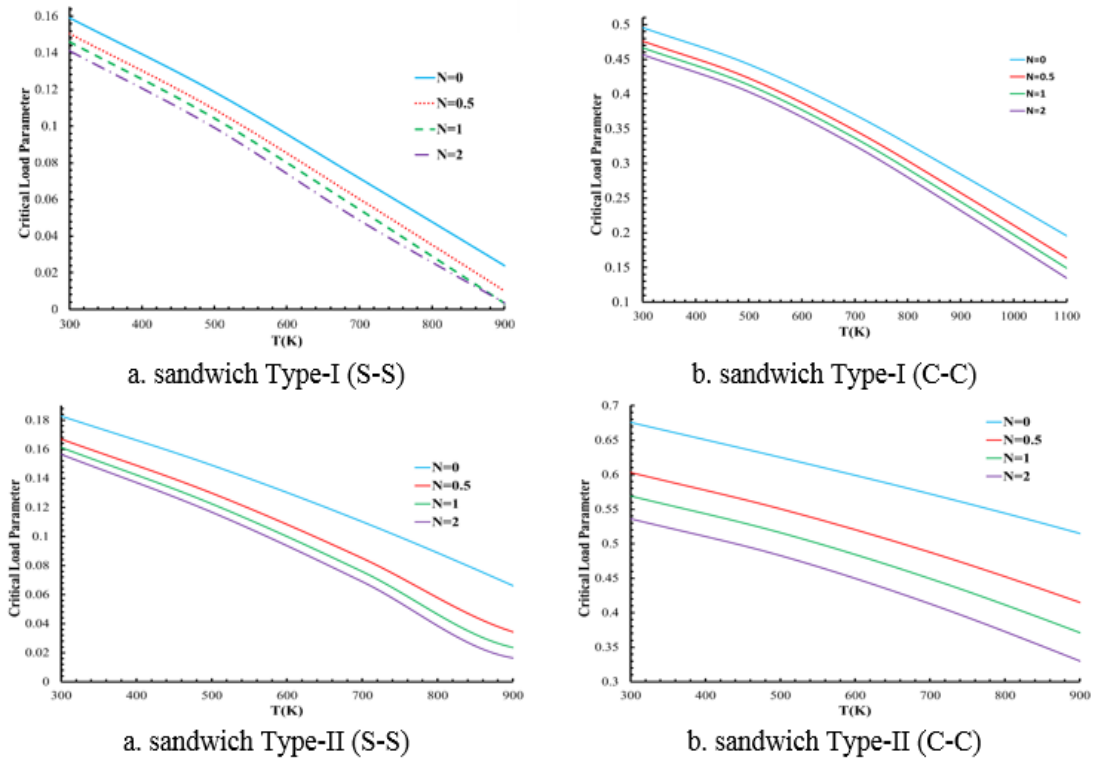 0.16
0.14
0.12
0.1
0.08
0.06
0.04
0.02
0
Critical Load Parameter
300 400 500 600 700 800 900
T(K)
N=0
N=0.5
N=1
N=2
a. sandwich Type-I (S-S)
0.5
0.45
0.4
0.35
0.3
0.25
0.2
0.15
0.1
Critical Load Parameter
300 400 500 600 700 800 900 1000 1100
T(K)
N=0
N=0.5
N=1
N=2
b. sandwich Type-I (C-C)
0.18
0.16
0.14
0.12
0.1
0.08
0.06
0.04
0.02
0
Critical Load Parameter
300 400 500 600 700 800 900
T(K)
N=0
N=0.5
N=1
N=2
a. sandwich Type-II (S-S)
0.7
0.65
0.6
0.55
0.5
0.45
0.4
0.35
0.3
Critical Load Parameter
300 400 500 600 700 800 900
T(K)
N=0
N=0.5
N=1
N=2
b. sandwich Type-II (C-C)